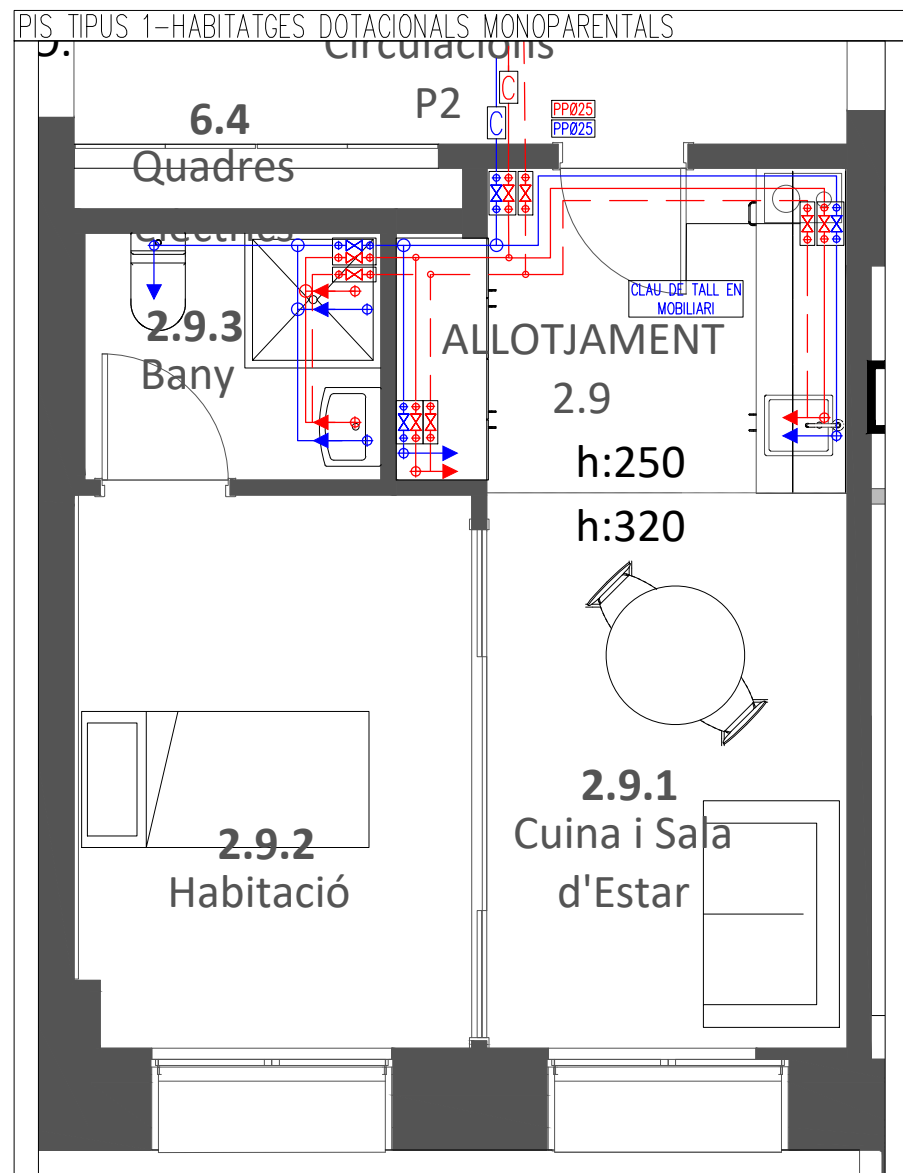 PIS TIPUS 1-HABITATGES DOTACIONALS MONOPARENTALS
Circulacions
P2
C
C
PPØ25
PPØ25
6.4
Quadres
Elèctrics
CLAU DE TALL EN
MOBILIARI
2.9.3
Bany
ALLOTJAMENT
2.9
h:250
h:320
2.9.1
Cuina i Sala
d'Estar
2.9.2
Habitació